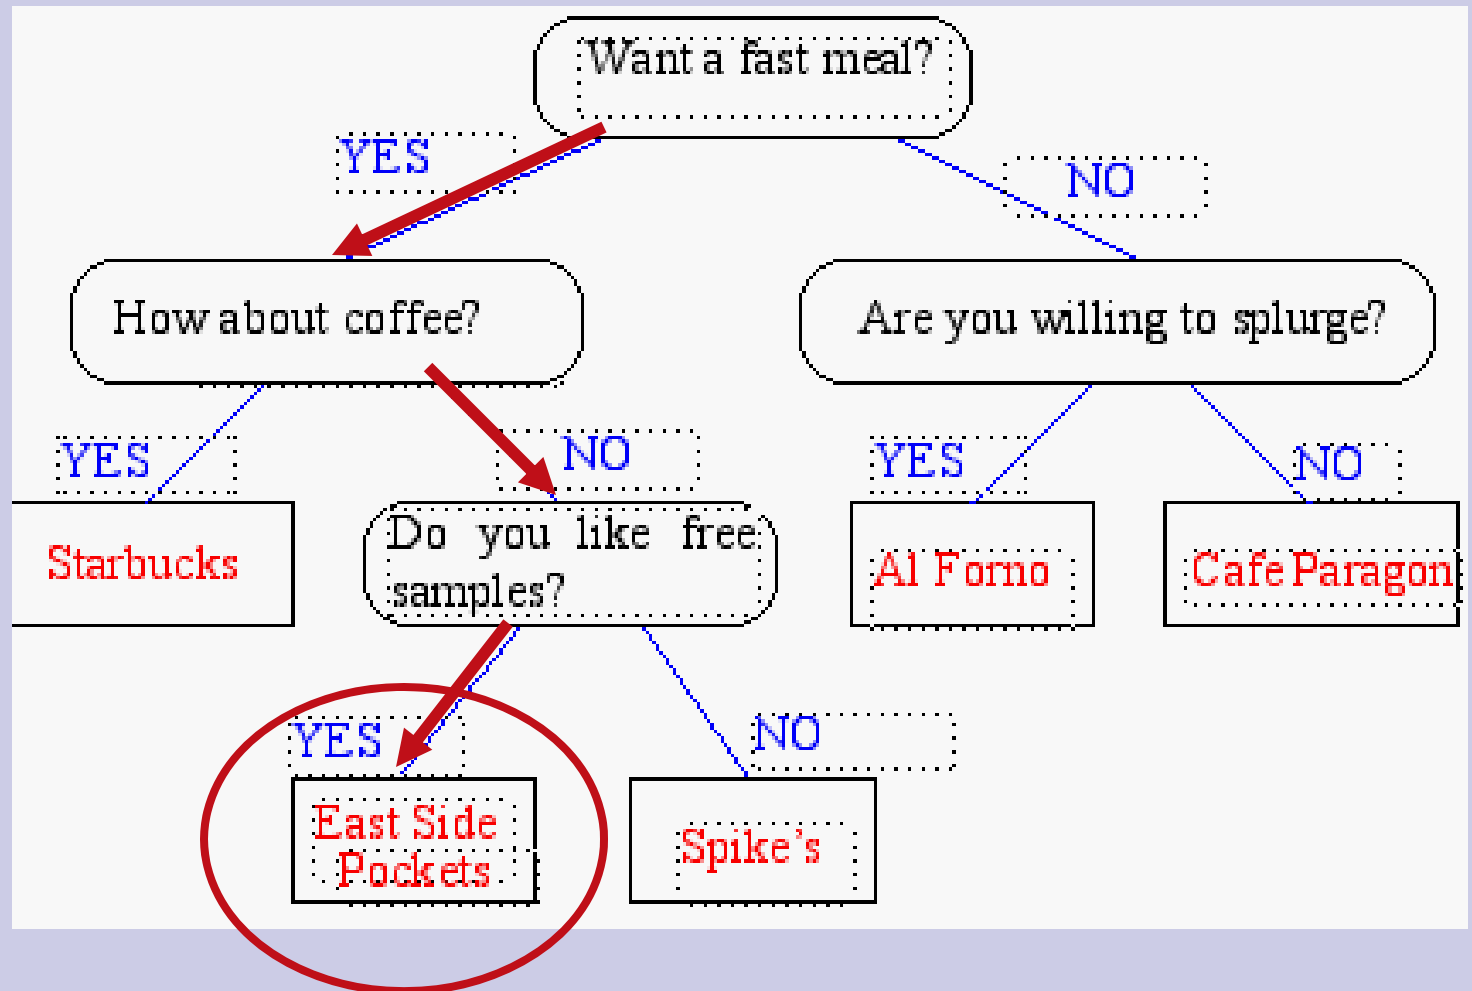 Want a fast meal?
YES
NO
How about coffee?
Are you willing to splurge?
YES
NO
YES
NO
Starbucks
Do you like free
samples?
Al Forno
Café Paragon
YES
NO
East Side
Pockets
Spike's